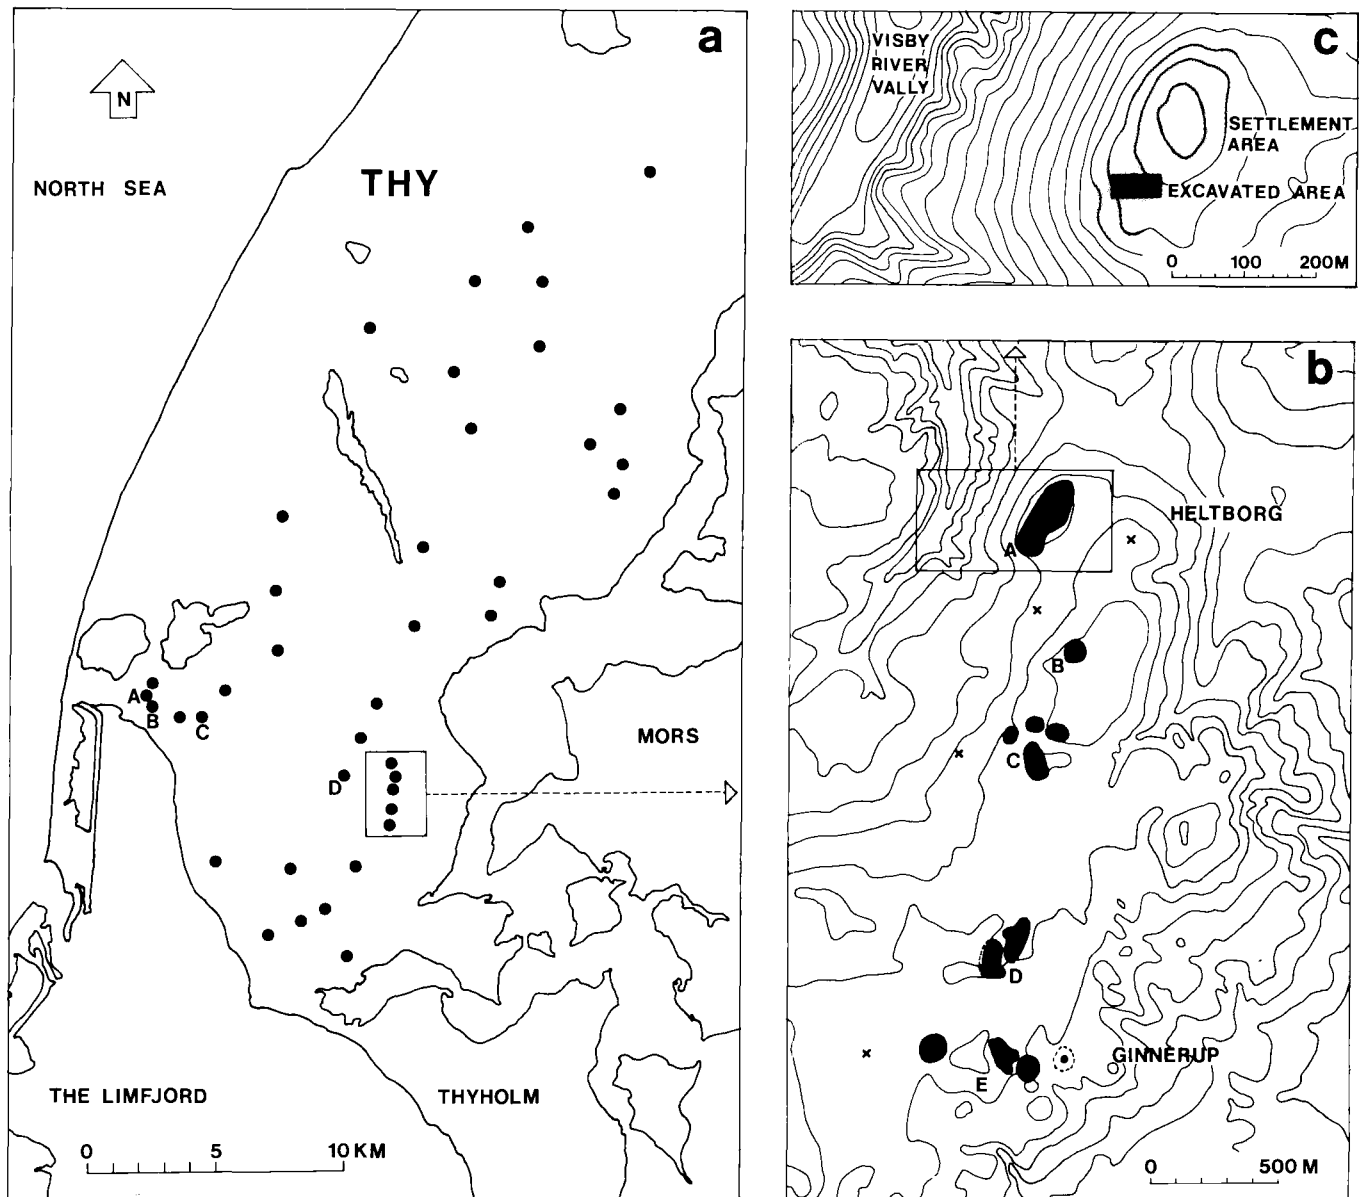 a
N
NORTH SEA
THY
A
B
C
D
MORS
THE LIMFJORD
THYHOLM
0 5 10 KM
c
VISBY
RIVER
VALLY
SETTLEMENT
AREA
EXCAVATED AREA
0 100 200M
b
HELTBORG
A
B
C
D
GINNERUP
E
0 500 M